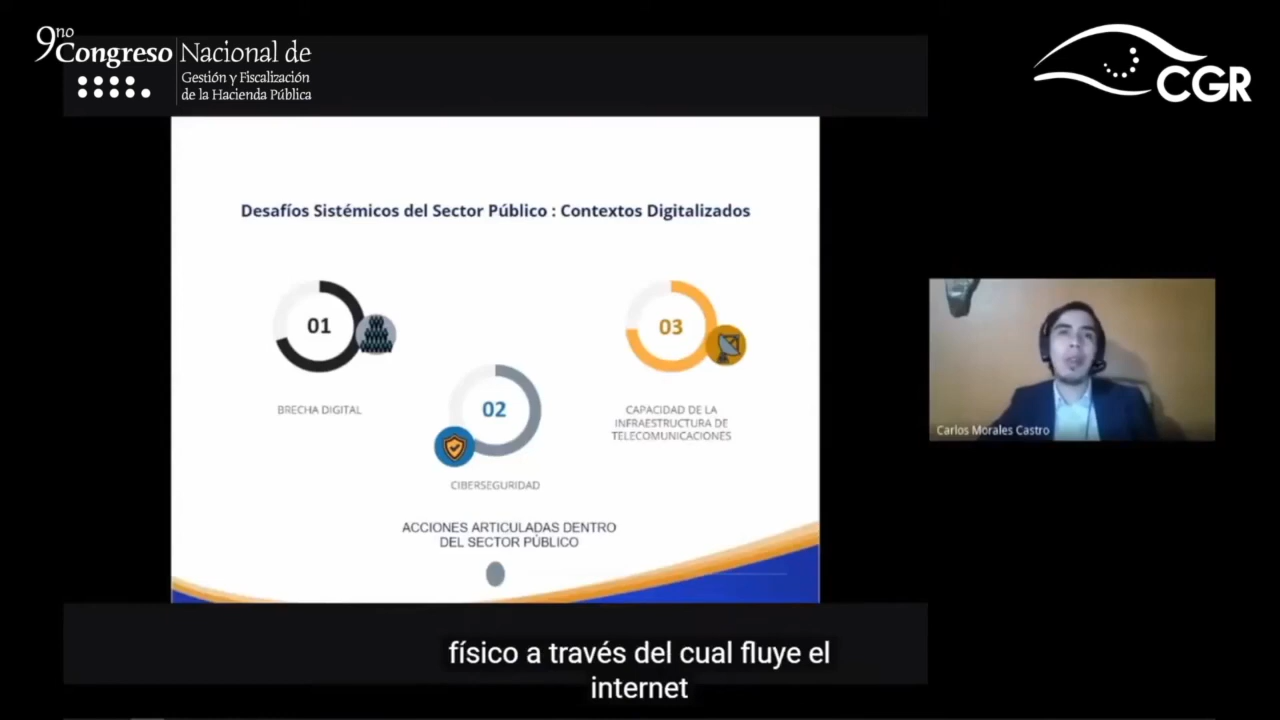 9no
Congreso
Nacional de
Gestión y Fiscalización
de la Hacienda Pública
CGR
Desafíos Sistémicos del Sector Público : Contextos Digitalizados
01
BRECHA DIGITAL
02
CIBERSEGURIDAD
03
CAPACIDAD DE LA
INFRAESTRUCTURA DE
TELECOMUNICACIONES
ACCIONES ARTICULADAS DENTRO
DEL SECTOR PÚBLICO
Carlos Morales Castro
físico a través del cual fluye el
internet